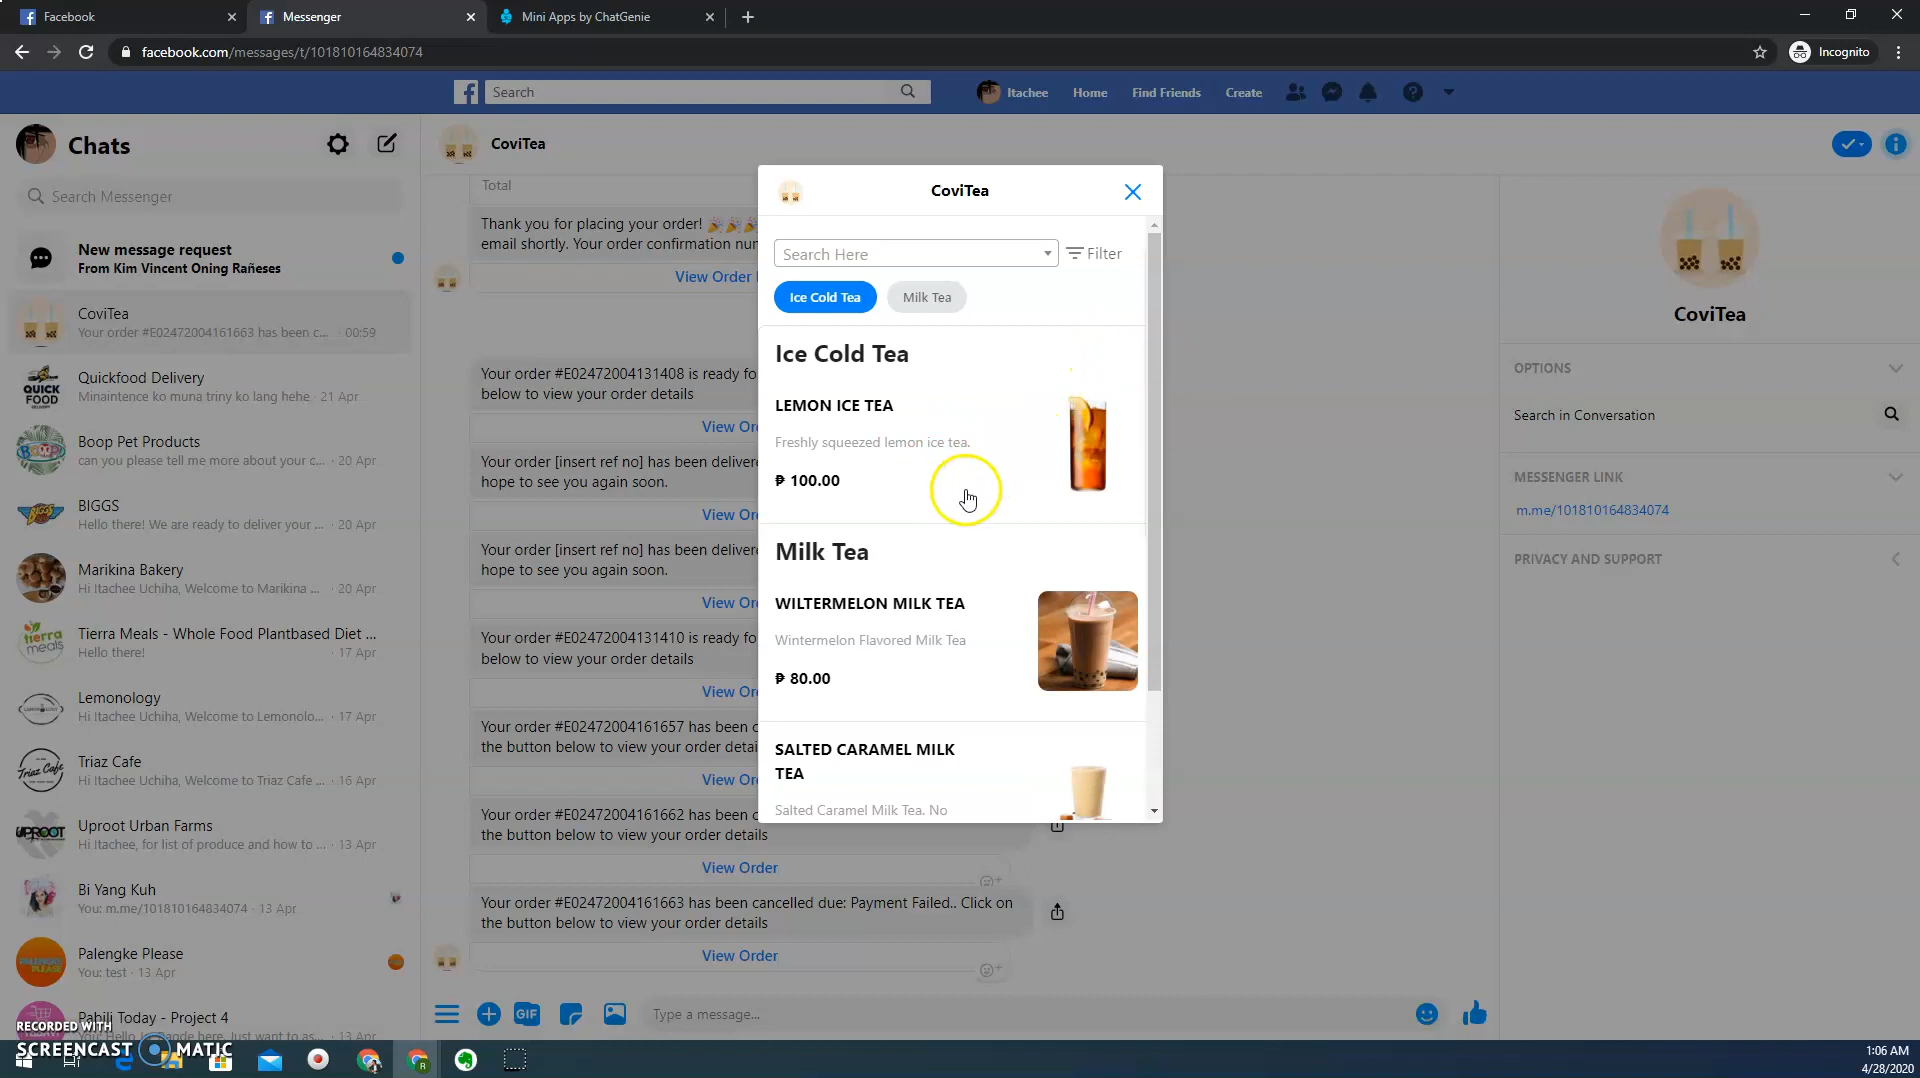 Facebook
Messenger
Mini Apps by ChatGenie
facebook.com/messages/t/101810164834074
Incognito
Search
Itachee
Home
Find Friends
Create
Chats
Search Messenger
New message request
From Kim Vincent Oning Rañeses
CoviTea
Your order #E02472004161663 has been c... · 00:59
Quickfood Delivery
Minaintence ko muna triny ko lang hehe · 21 Apr
Boop Pet Products
can you please tell me more about your c... · 20 Apr
BIGGS
Hello there! We are ready to deliver your ... · 20 Apr
Marikina Bakery
Hi Itachee Uchiha, Welcome to Marikina ... · 20 Apr
Tierra Meals - Whole Food Plantbased Diet ...
Hello there! · 17 Apr
Lemonology
Hi Itachee Uchiha, Welcome to Lemonolo... · 17 Apr
Triaz Cafe
Hi Itachee Uchiha, Welcome to Triaz Cafe ... · 16 Apr
Uproot Urban Farms
Hi Itachee, for list of produce and how to ... · 13 Apr
Bi Yang Kuh
You: m.me/101810164834074 · 13 Apr
Palengke Please
You: test · 13 Apr
Pabili Today - Project 4
RECORDED WITH
SCREENCAST MATIC
CoviTea
Total
Thank you for placing your order!
email shortly. Your order confirmation num
View Order
Your order #E02472004131408 is ready fo
below to view your order details
View Or
Your order [insert ref no] has been delivere
hope to see you again soon.
View Or
Your order [insert ref no] has been delivere
hope to see you again soon.
View Or
Your order #E02472004131410 is ready fo
below to view your order details
View Or
Your order #E02472004161657 has been c
the button below to view your order detai
View Or
Your order #E02472004161662 has been c
the button below to view your order details
View Order
Your order #E02472004161663 has been cancelled due: Payment Failed.. Click on
the button below to view your order details
View Order
GIF
Type a message...
CoviTea
Search Here
Filter
Ice Cold Tea
Milk Tea
Ice Cold Tea
LEMON ICE TEA
Freshly squeezed lemon ice tea.
₱ 100.00
Milk Tea
WILTERMELON MILK TEA
Wintermelon Flavored Milk Tea
₱ 80.00
SALTED CARAMEL MILK
TEA
Salted Caramel Milk Tea. No
CoviTea
OPTIONS
Search in Conversation
MESSENGER LINK
m.me/101810164834074
PRIVACY AND SUPPORT
1:06 AM
4/28/2020